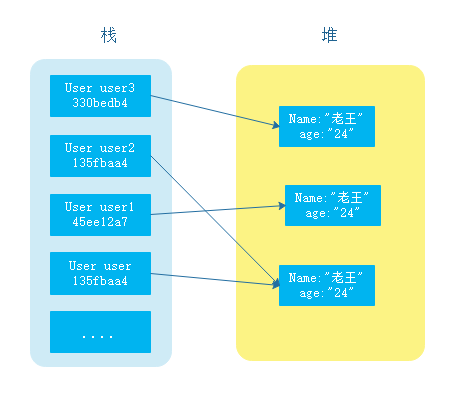 栈
User user3
330bedb4
User user2
135fbaa4
User user1
45ee12a7
User user
135fbaa4
....
堆
Name:"老王"
age:"24"
Name:"老王"
age:"24"
Name:"老王"
age:"24"